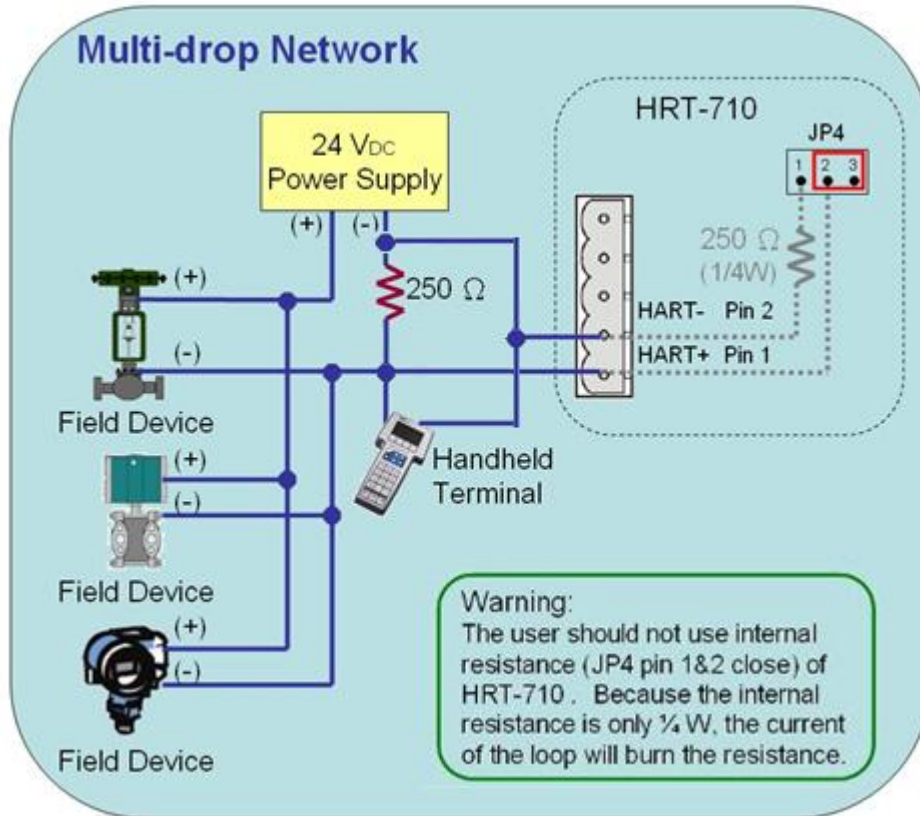 Multi-drop Network
HRT-710
JP4
1 2 3
24 VDC
Power Supply
(+) (-)
250 Ω
(1/4W)
250 Ω
(+)
HART- Pin 2
(-)
HART+ Pin 1
Field Device
Handheld
Terminal
(+)
(-)
Field Device
(+)
(-)
Field Device
Warning:
The user should not use internal
resistance (JP4 pin 1&2 close) of
HRT-710 . Because the internal
resistance is only ¼ W, the current
of the loop will burn the resistance.